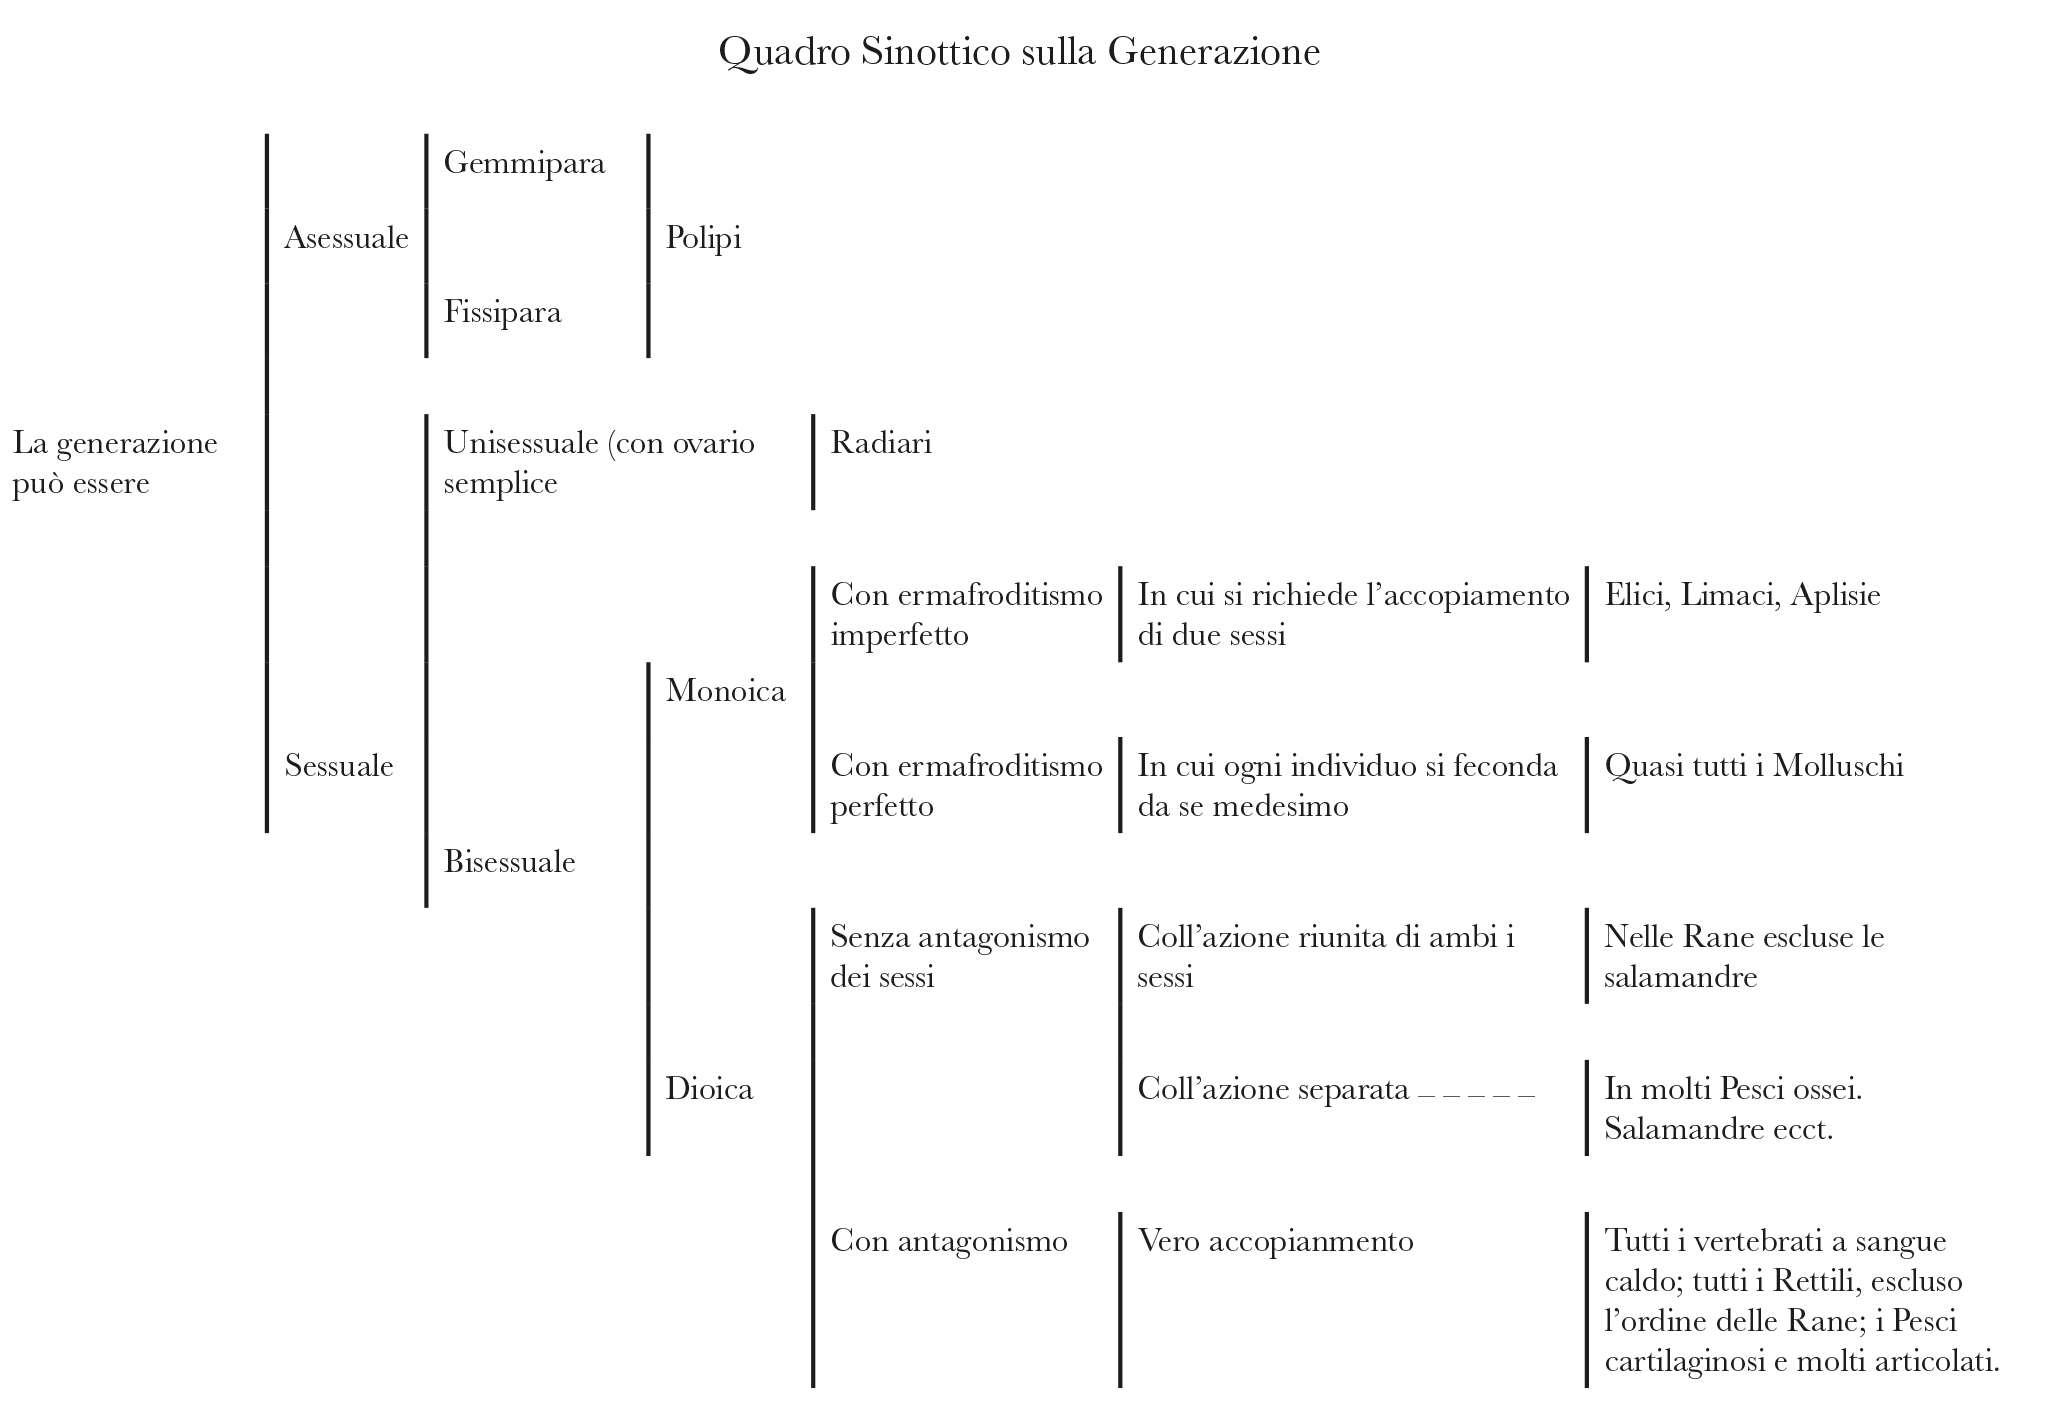 Quadro Sinottico sulla Generazione
Gemmipara
Asessuale
Polipi
Fissipara
La generazione
può essere
Unisessuale (con ovario
semplice
Radiari
Con ermafroditismo
imperfetto
In cui si richiede l'accopiamento
di due sessi
Elici, Limaci, Aplisie
Monoica
Sessuale
Con ermafroditismo
perfetto
In cui ogni individuo si feconda
da se medesimo
Quasi tutti i Molluschi
Bisessuale
Senza antagonismo
dei sessi
Coll'azione riunita di ambi i
sessi
Nelle Rane escluse le
salamandre
Dioica
Coll'azione separata _ _ _ _ _
In molti Pesci ossei.
Salamandre ecct.
Con antagonismo
Vero accopianmento
Tutti i vertebrati a sangue
caldo; tutti i Rettili, escluso
l'ordine delle Rane; i Pesci
cartilaginosi e molti articolati.